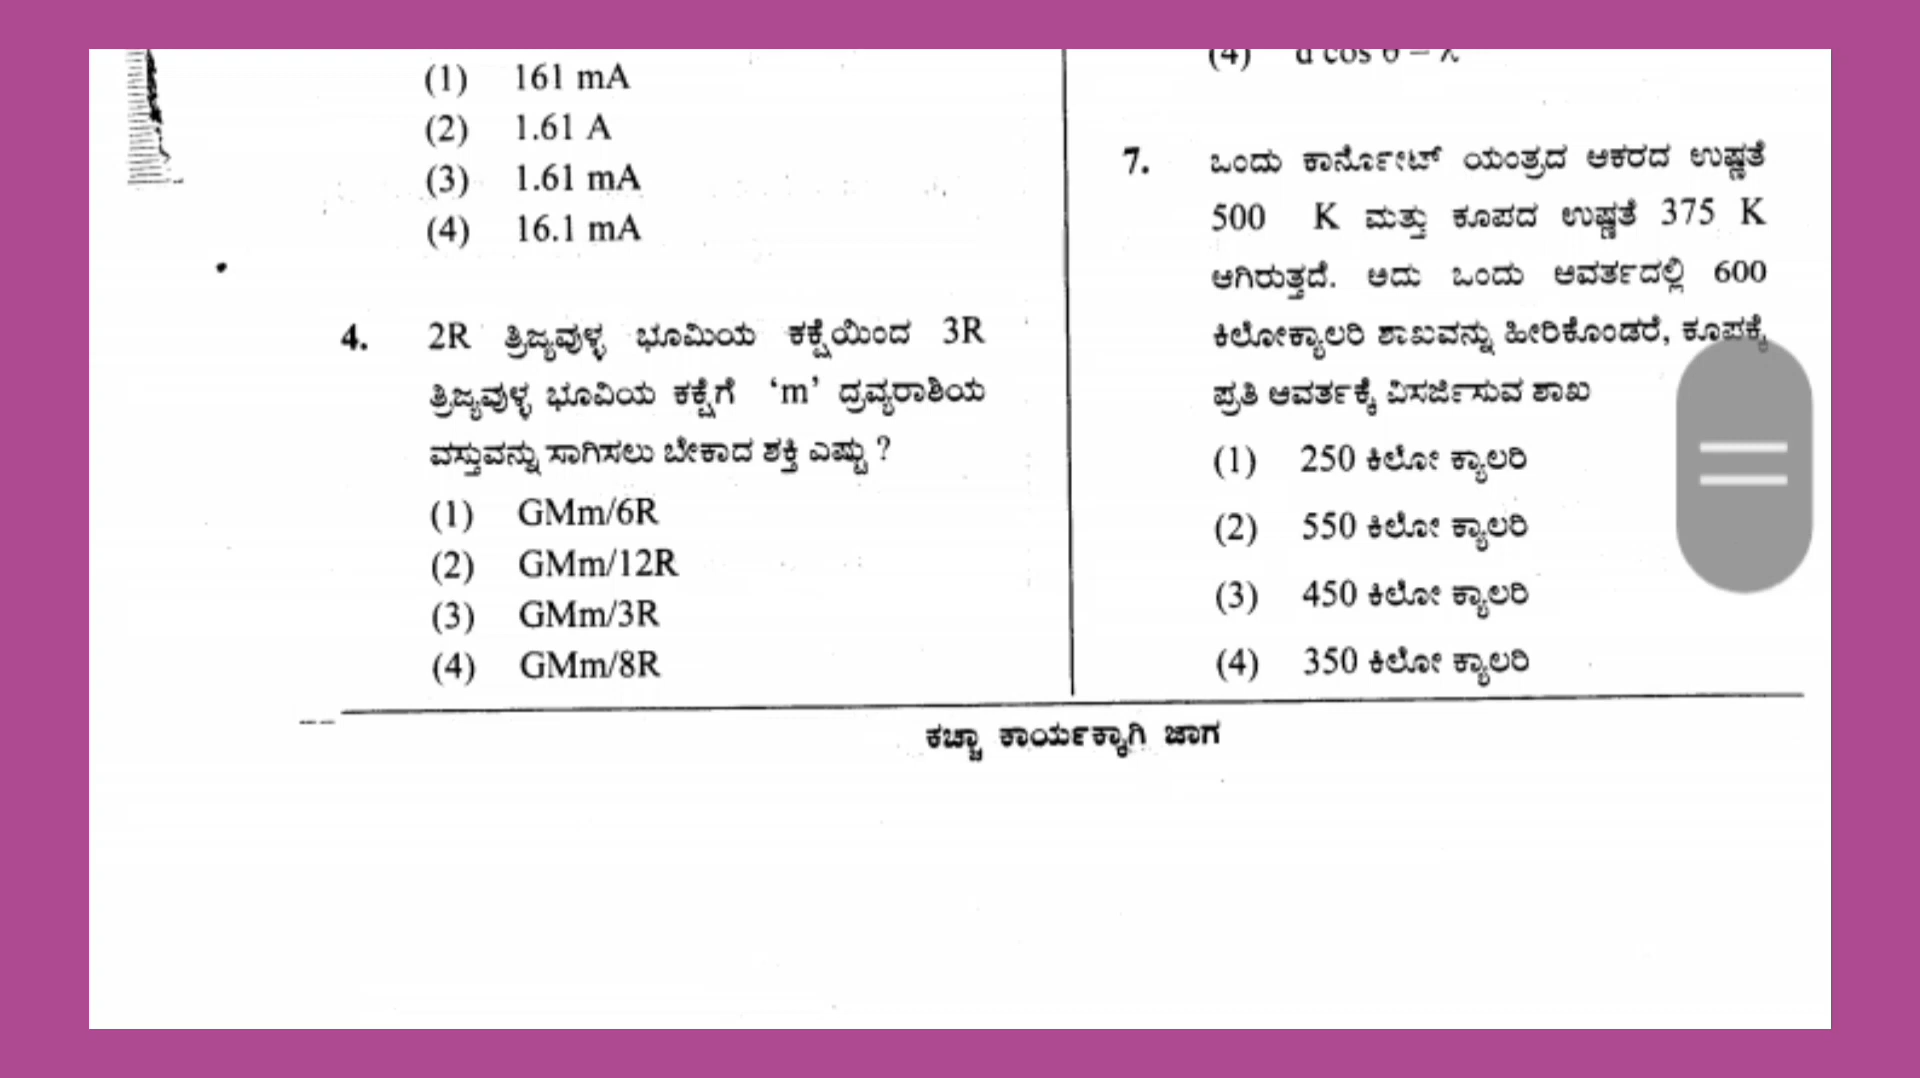 (1) 161 mA
(2) 1.61 A
(3) 1.61 mA
(4) 16.1 mA
4. 2R ತ್ರಿಜ್ಯವುಳ್ಳ ಭೂಮಿಯ ಕಕ್ಷೆಯಿಂದ 3R
ತ್ರಿಜ್ಯವುಳ್ಳ ಭೂವಿಯ ಕಕ್ಷೆಗೆ ‘m’ ದ್ರವ್ಯರಾಶಿಯ
ವಸ್ತುವನ್ನು ಸಾಗಿಸಲು ಬೇಕಾದ ಶಕ್ತಿ ಎಷ್ಟು ?
(1) GMm/6R
(2) GMm/12R
(3) GMm/3R
(4) GMm/8R
(4) d cos θ = λ
7. ಒಂದು ಕಾರ್ನೋಟ್ ಯಂತ್ರದ ಆಕರದ ಉಷ್ಣತೆ
500 K ಮತ್ತು ಕೂಪದ ಉಷ್ಣತೆ 375 K
ಆಗಿರುತ್ತದೆ. ಅದು ಒಂದು ಆವರ್ತದಲ್ಲಿ 600
ಕಿಲೋಕ್ಯಾಲರಿ ಶಾಖವನ್ನು ಹೀರಿಕೊಂಡರೆ, ಕೂಪಕ್ಕೆ
ಪ್ರತಿ ಆವರ್ತಕ್ಕೆ ವಿಸರ್ಜಿಸುವ ಶಾಖ
(1) 250 ಕಿಲೋ ಕ್ಯಾಲರಿ
(2) 550 ಕಿಲೋ ಕ್ಯಾಲರಿ
(3) 450 ಕಿಲೋ ಕ್ಯಾಲರಿ
(4) 350 ಕಿಲೋ ಕ್ಯಾಲರಿ
ಕಚ್ಚಾ ಕಾರ್ಯಕ್ಕಾಗಿ ಜಾಗ